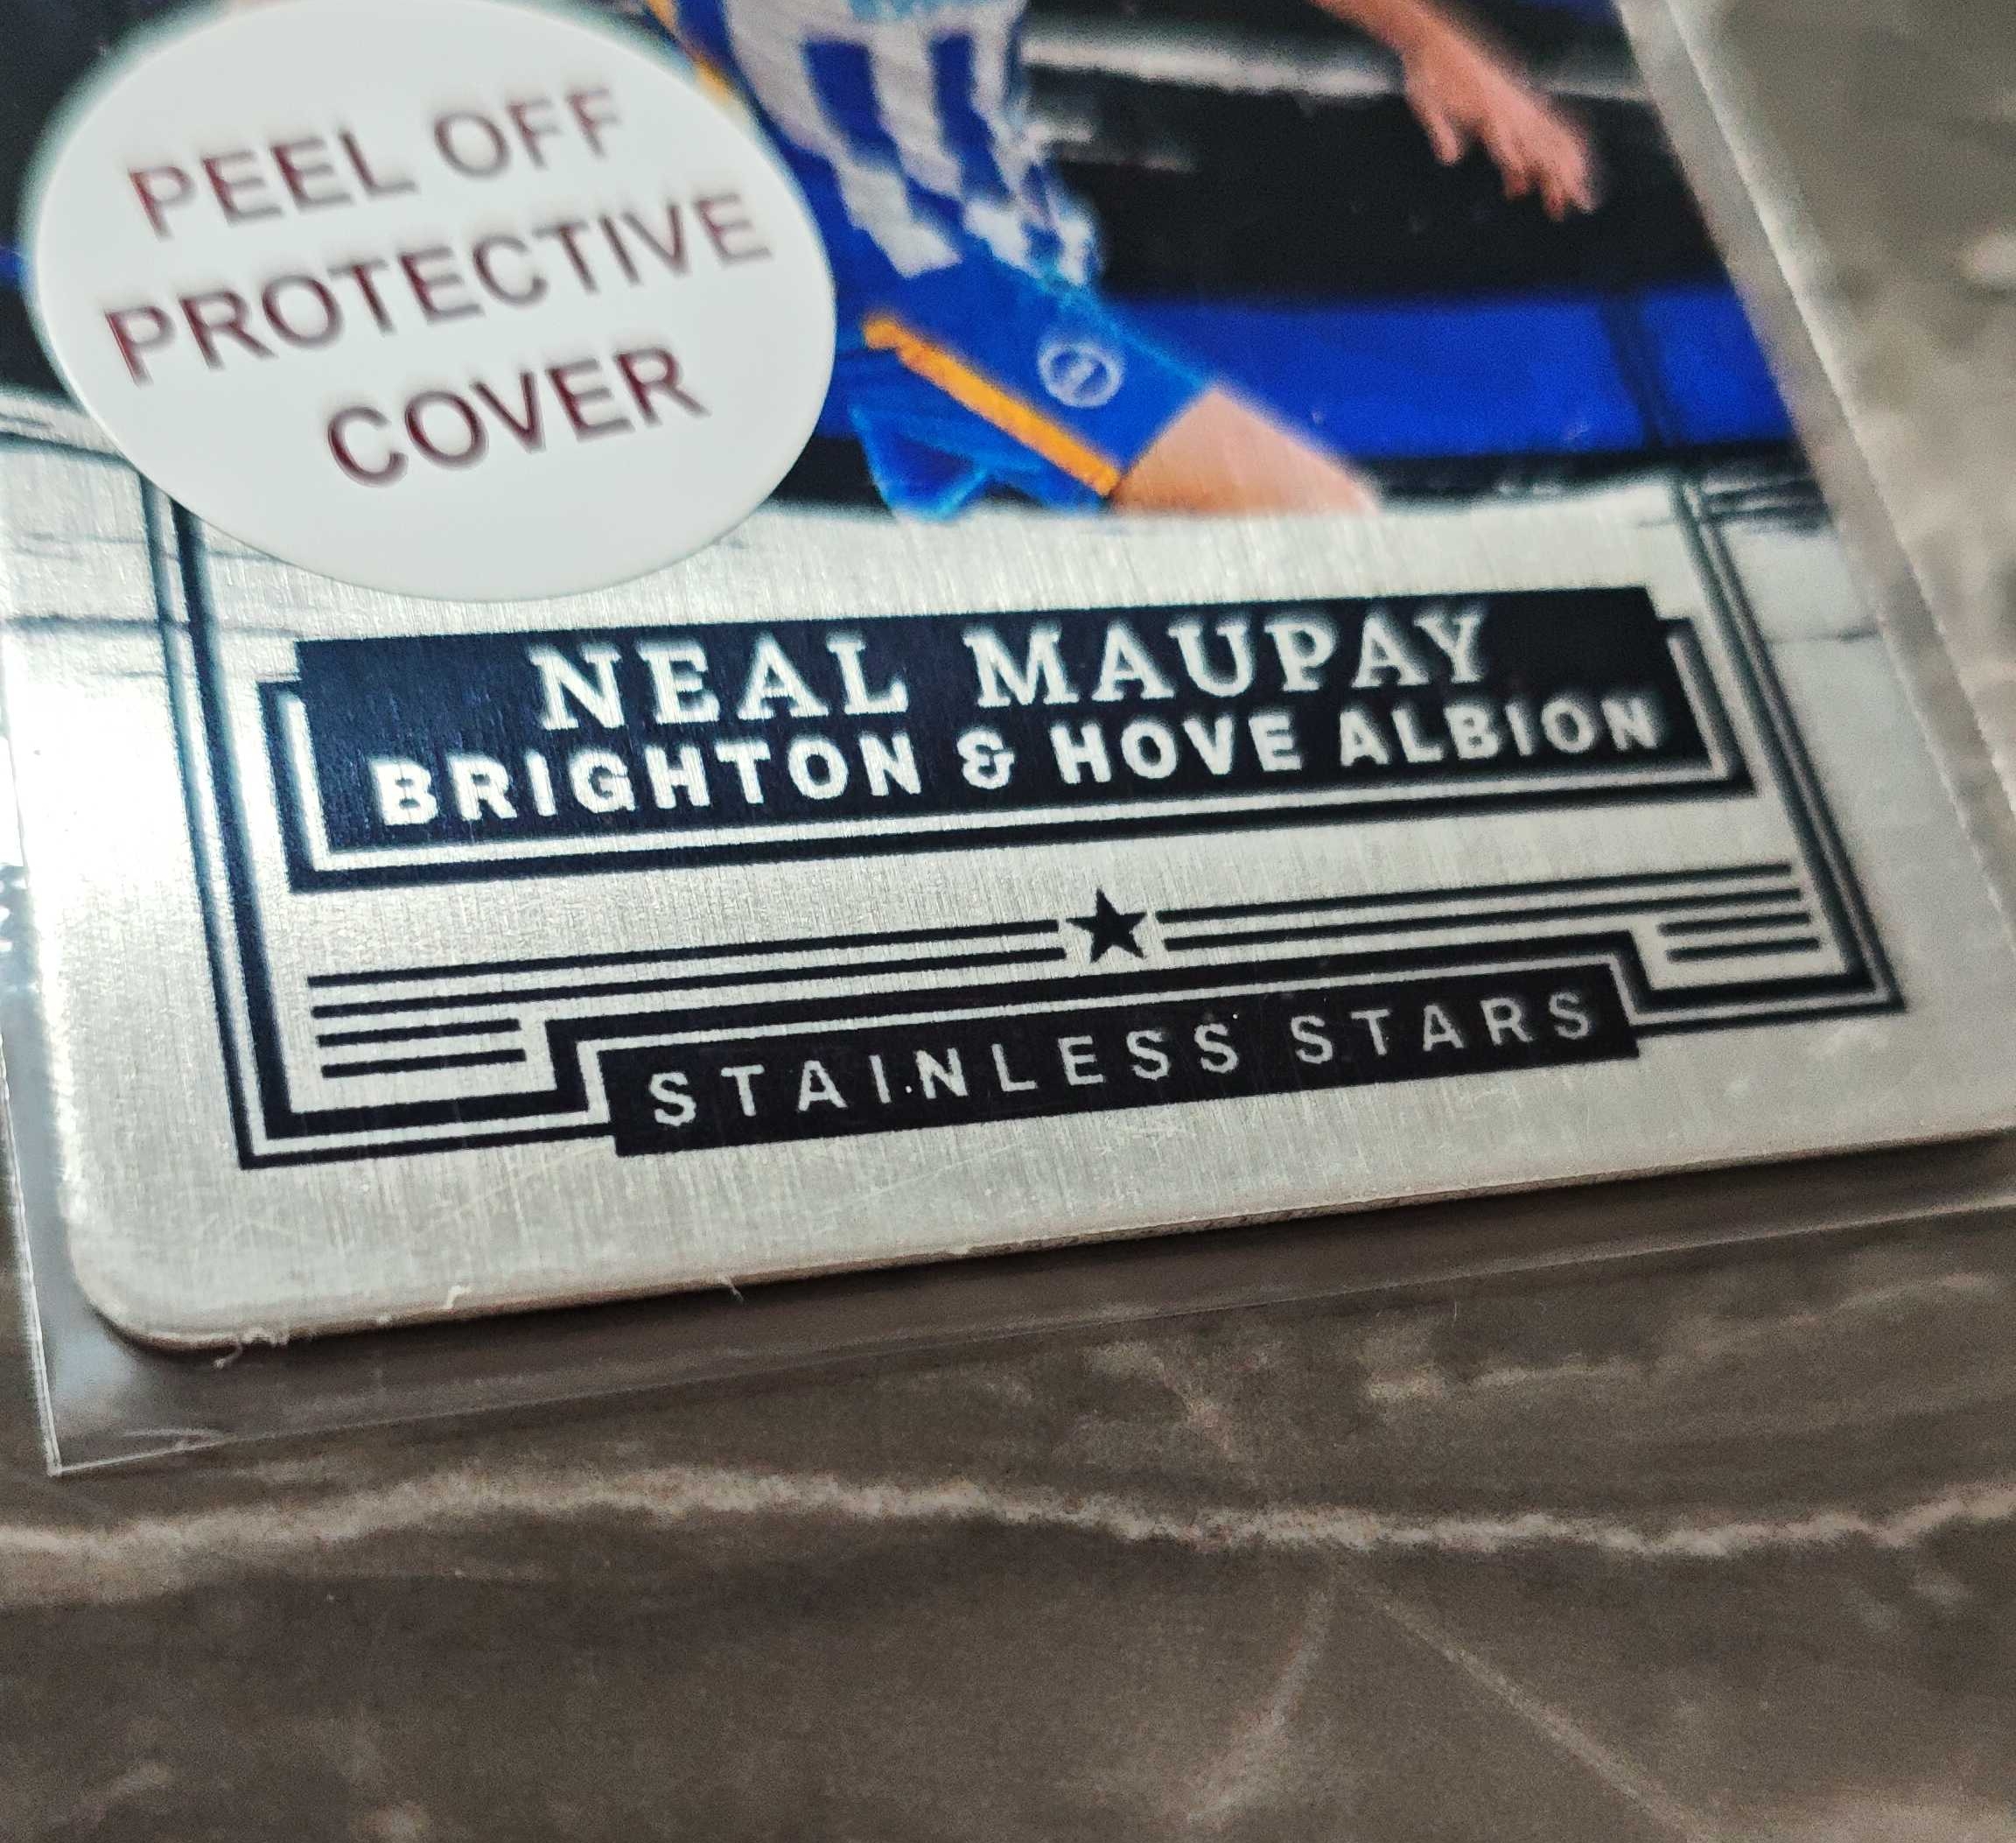 PEEL OFF
PROTECTIVE
COVER
NEAL MAUPAY
BRIGHTON & HOVE ALBION
STAINLESS STARS